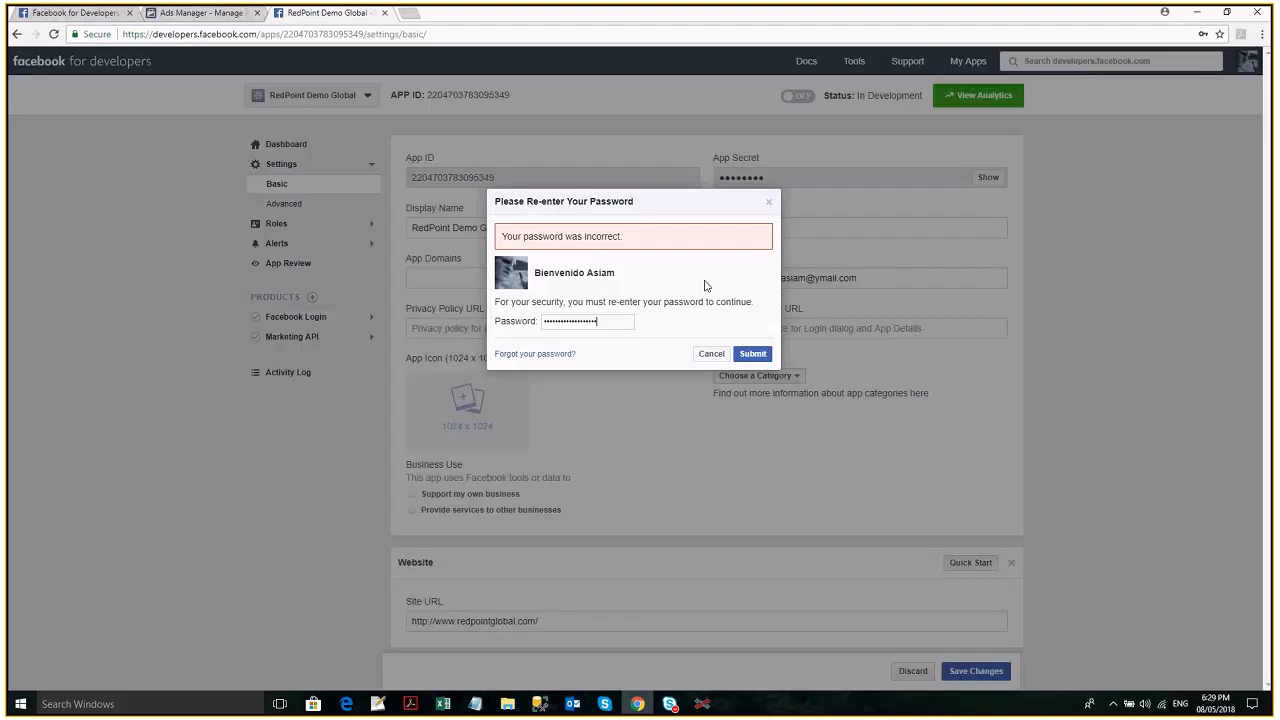 Facebook for Developers
Ads Manager - Manage
RedPoint Demo Global -
Secure
https://developers.facebook.com/apps/2204703783095349/settings/basic/
facebook for developers
Docs
Tools
Support
My Apps
Search developers.facebook.com
RedPoint Demo Global
APP ID: 2204703783095349
OFF
Status: In Development
View Analytics
Dashboard
Settings
Basic
Advanced
Roles
Alerts
App Review
PRODUCTS
Facebook Login
Marketing API
Activity Log
App ID
2204703783095349
App Secret
Show
Display Name
RedPoint Demo G
App Domains
asiam@ymail.com
Privacy Policy URL
URL
Privacy policy for
ce for Login dialog and App Details
App Icon (1024 x 10
1024 x 1024
Choose a Category
Find out more information about app categories here
Please Re-enter Your Password
Your password was incorrect.
Bienvenido Asiam
For your security, you must re-enter your password to continue.
Password:
Forgot your password?
Cancel
Submit
Business Use
This app uses Facebook tools or data to
Support my own business
Provide services to other businesses
Website
Quick Start
Site URL
http://www.redpointglobal.com/
Discard
Save Changes
Search Windows
ENG
6:29 PM
08/05/2018